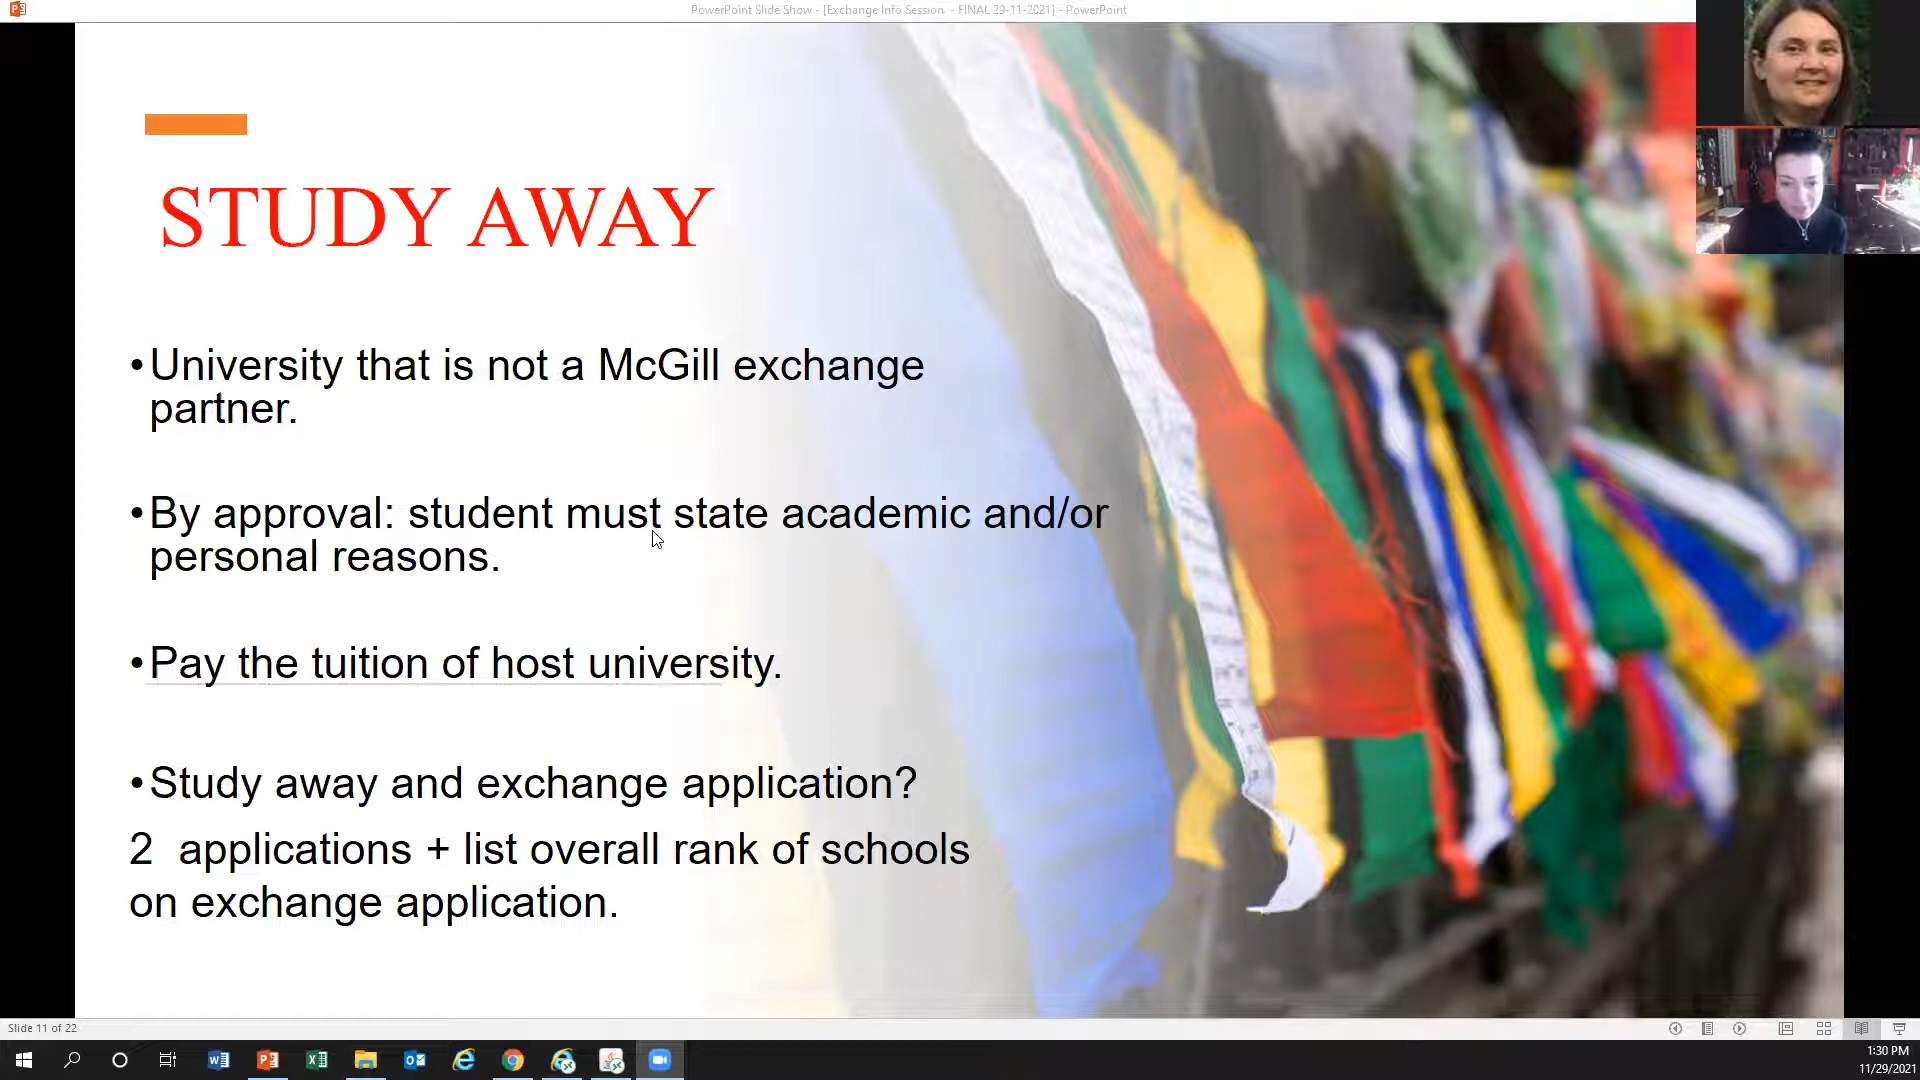 PowerPoint Slide Show - [Exchange Info Session - FINAL 29-11-2021] - PowerPoint
STUDY AWAY
•University that is not a McGill exchange
partner.
•By approval: student must state academic and/or
personal reasons.
•Pay the tuition of host university.
•Study away and exchange application?
2 applications + list overall rank of schools
on exchange application.
Slide 11 of 22
1:30 PM
11/29/2021